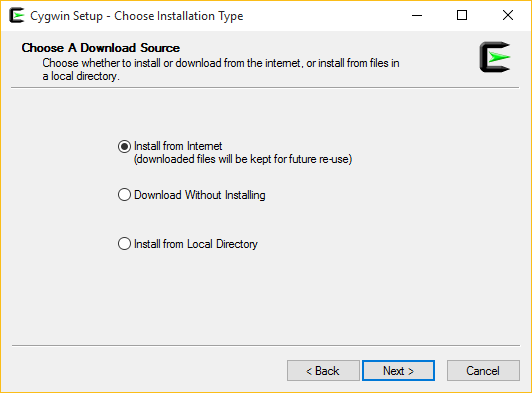 Cygwin Setup - Choose Installation Type
Choose A Download Source
Choose whether to install or download from the internet, or install from files in
a local directory.
Install from Internet
(downloaded files will be kept for future re-use)
Download Without Installing
Install from Local Directory
< Back
Next >
Cancel